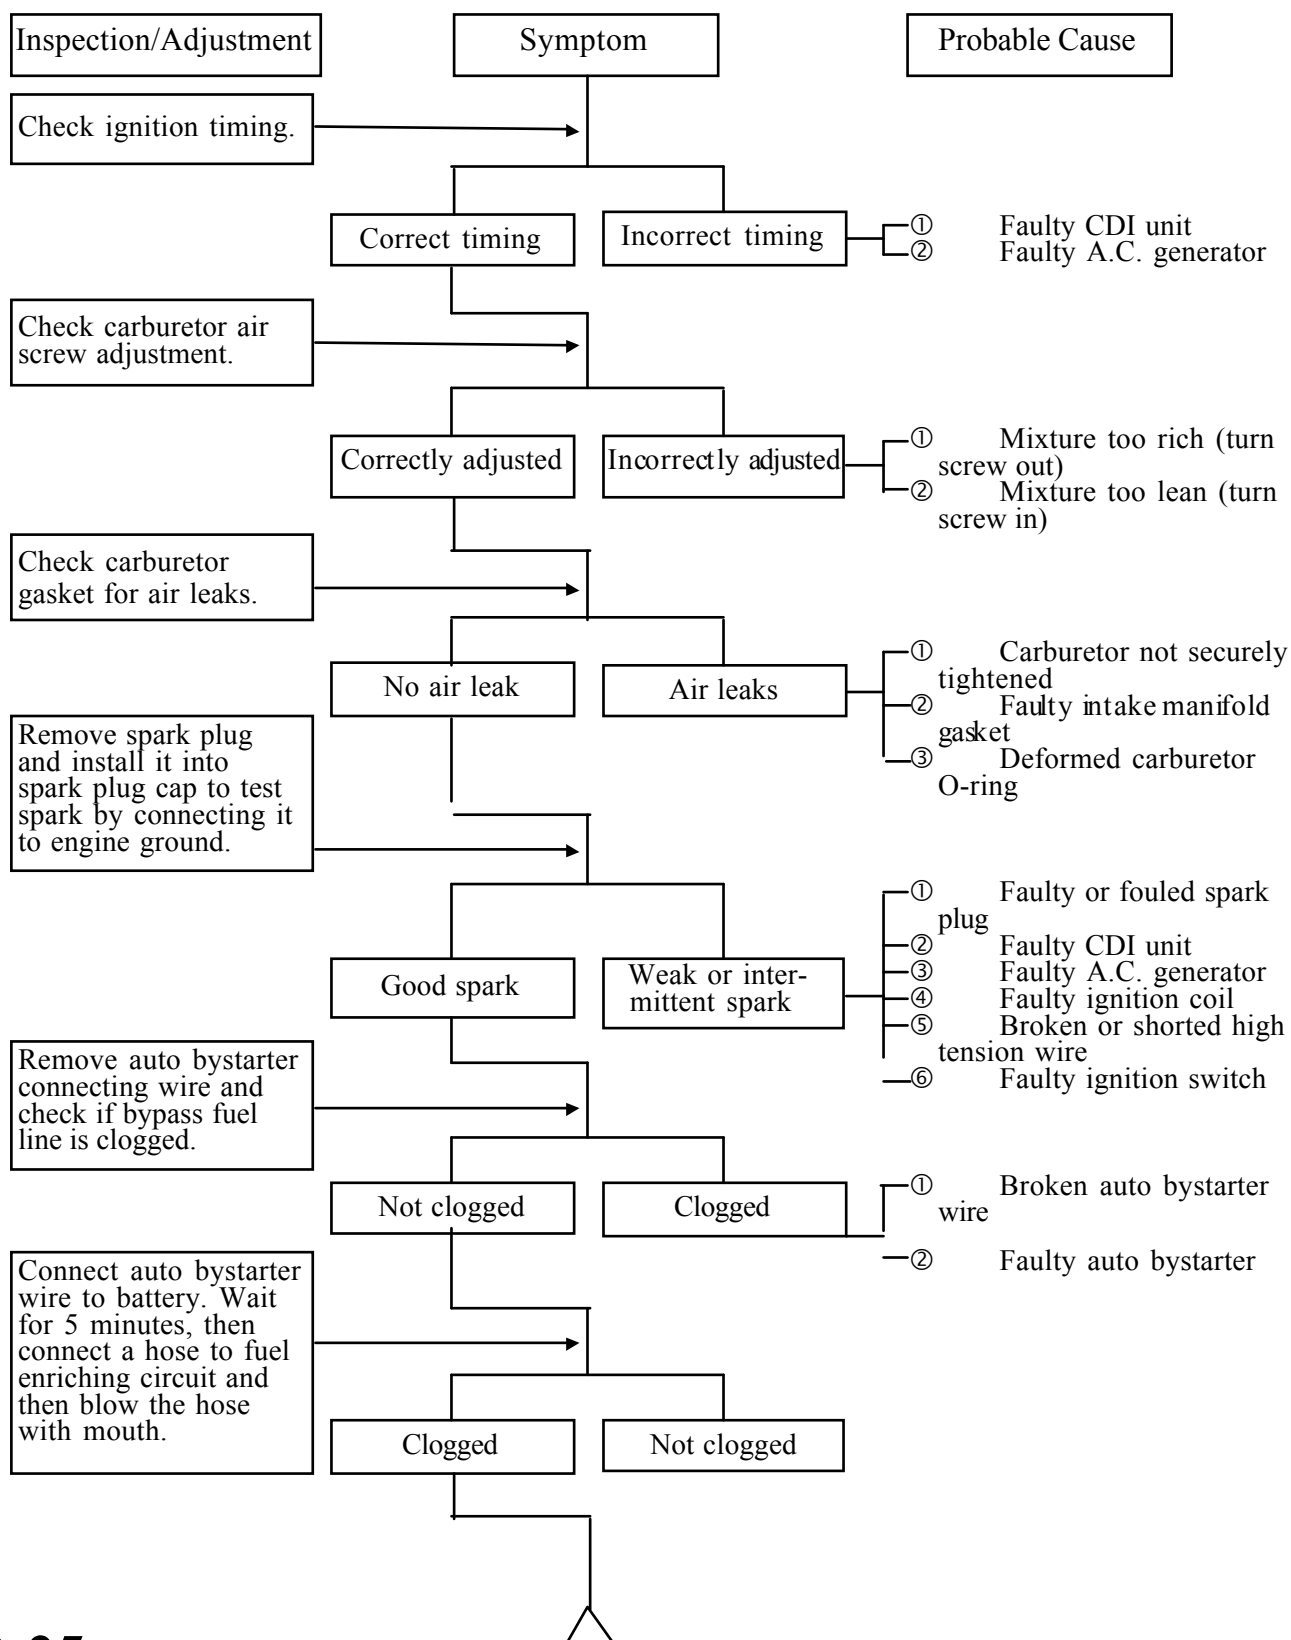 Inspection/Adjustment
Symptom
Probable Cause
Check ignition timing.
Correct timing
Incorrect timing
① Faulty CDI unit
② Faulty A.C. generator
Check carburetor air
screw adjustment.
Correctly adjusted
Incorrectly adjusted
① Mixture too rich (turn
screw out)
② Mixture too lean (turn
screw in)
Check carburetor
gasket for air leaks.
No air leak
Air leaks
① Carburetor not securely
tightened
② Faulty intake manifold
gasket
③ Deformed carburetor
O-ring
Remove spark plug
and install it into
spark plug cap to test
spark by connecting it
to engine ground.
Good spark
Weak or inter-
mittent spark
① Faulty or fouled spark
plug
② Faulty CDI unit
③ Faulty A.C. generator
④ Faulty ignition coil
⑤ Broken or shorted high
tension wire
⑥ Faulty ignition switch
Remove auto bystarter
connecting wire and
check if bypass fuel
line is clogged.
Not clogged
Clogged
① Broken auto bystarter
wire
② Faulty auto bystarter
Connect auto bystarter
wire to battery. Wait
for 5 minutes, then
connect a hose to fuel
enriching circuit and
then blow the hose
with mouth.
Clogged
Not clogged